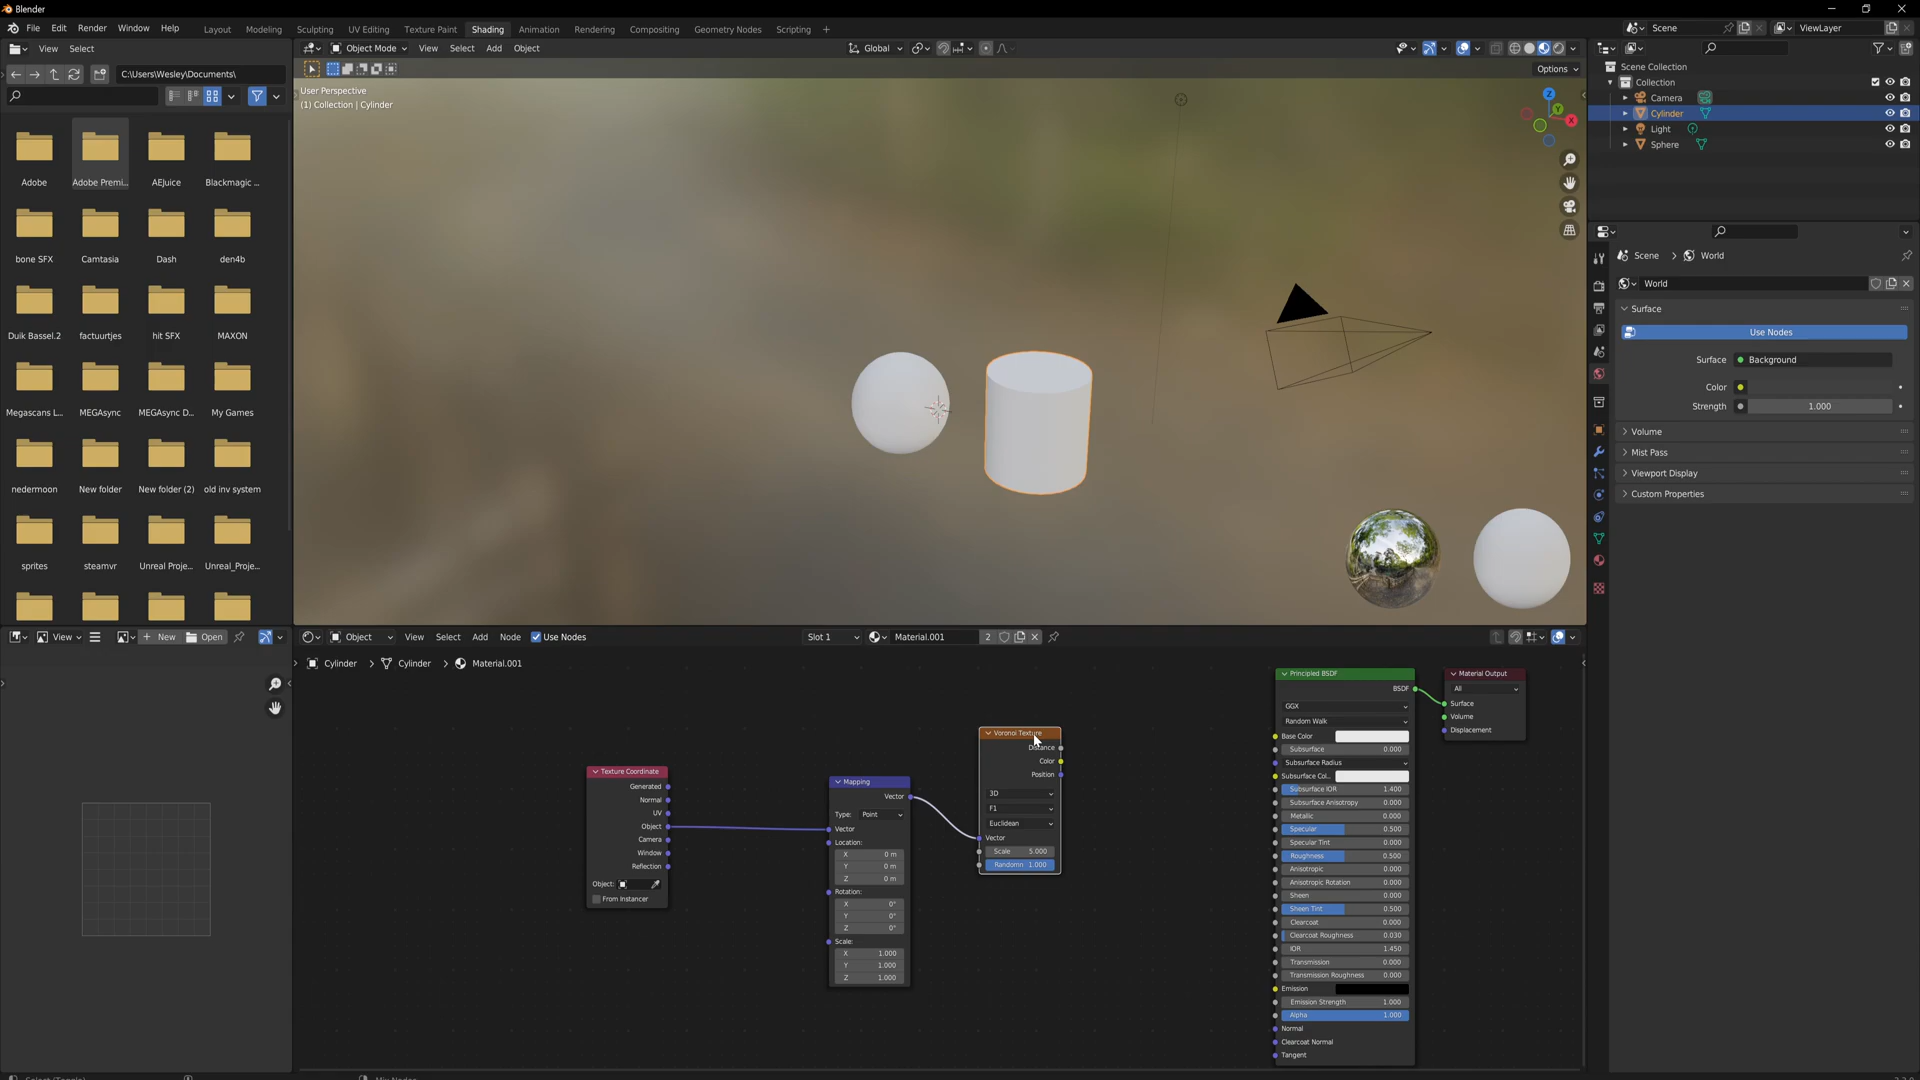 Blender
File Edit Render Window Help Layout Modeling Sculpting UV Editing Texture Paint Shading Animation Rendering Compositing Geometry Nodes Scripting + Scene ViewLayer
View Select
Object Mode View Select Add Object Global
C:\Users\Wesley\Documents\
Options
User Perspective
(1) Collection | Cylinder
Z
Y
X
Adobe Adobe Premi... AEJuice Blackmagic ...
bone SFX Camtasia Dash den4b
Duik Bassel.2 factuurtjes hit SFX MAXON
Megascans L... MEGAsync MEGAsync D... My Games
nedermoon New folder New folder (2) old inv system
sprites steamvr Unreal Proje... Unreal_Proje...
Scene Collection
Collection
Camera
Cylinder
Light
Sphere
Scene > World
World
Surface
Use Nodes
Surface Background
Color
Strength 1.000
Volume
Mist Pass
Viewport Display
Custom Properties
View + New Open
Object View Select Add Node Use Nodes Slot 1 Material.001 2
Cylinder > Cylinder > Material.001
Texture Coordinate
Generated
Normal
UV
Object
Camera
Window
Reflection
Object:
From Instancer
Mapping
Vector
Type: Point
Vector
Location:
X 0 m
Y 0 m
Z 0 m
Rotation:
X 0°
Y 0°
Z 0°
Scale:
X 1.000
Y 1.000
Z 1.000
Voronoi Texture
Distance
Color
Position
3D
F1
Euclidean
Vector
Scale 5.000
Randomn 1.000
Principled BSDF
BSDF
GGX
Random Walk
Base Color
Subsurface 0.000
Subsurface Radius
Subsurface Col..
Subsurface IOR 1.400
Subsurface Anisotropy 0.000
Metallic 0.000
Specular 0.500
Specular Tint 0.000
Roughness 0.500
Anisotropic 0.000
Anisotropic Rotation 0.000
Sheen 0.000
Sheen Tint 0.500
Clearcoat 0.000
Clearcoat Roughness 0.030
IOR 1.450
Transmission 0.000
Transmission Roughness 0.000
Emission
Emission Strength 1.000
Alpha 1.000
Normal
Clearcoat Normal
Tangent
Material Output
All
Surface
Volume
Displacement